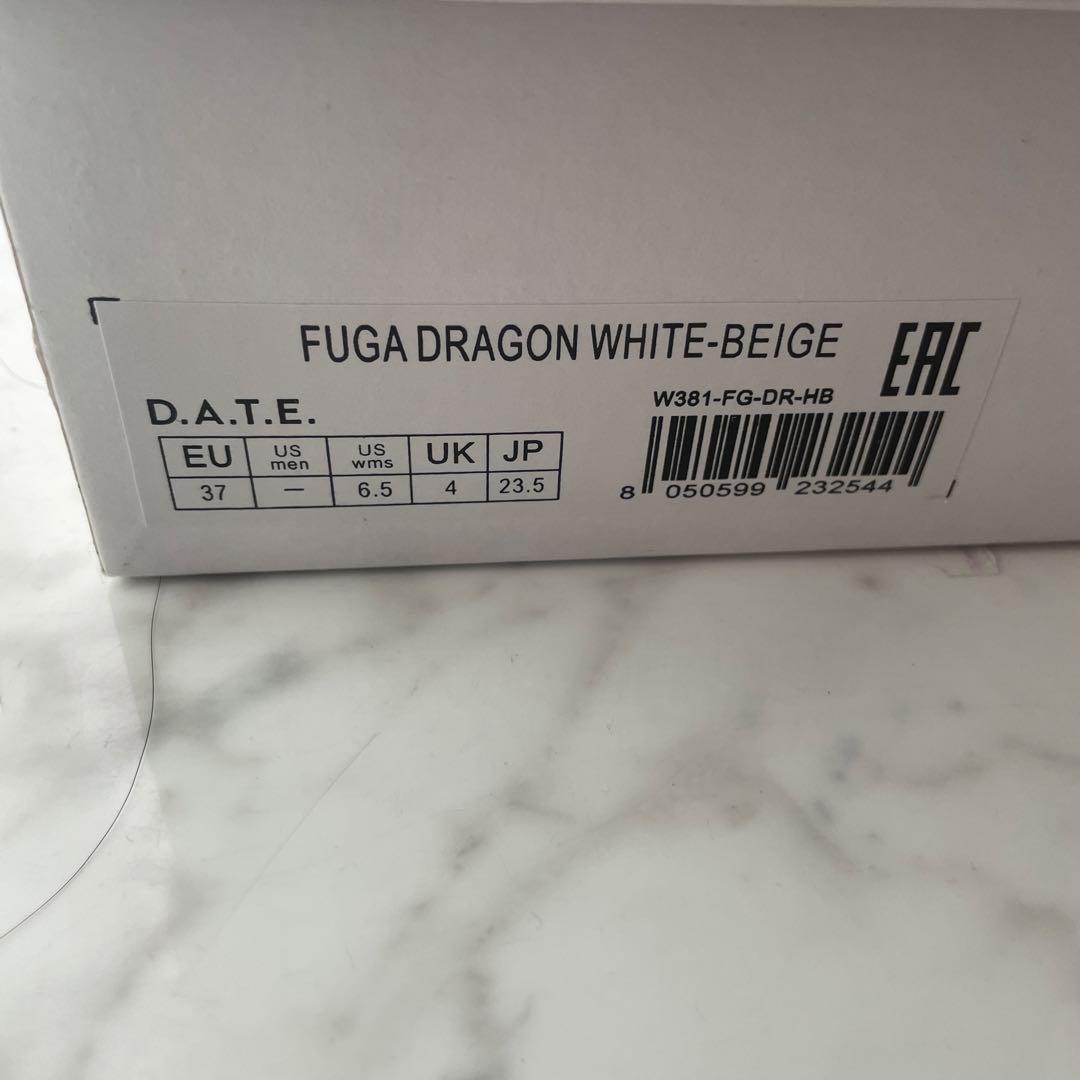 FUGA DRAGON WHITE-BEIGE
EAC
D.A.T.E.
W381-FG-DR-HB
EU US men US wms UK JP
37 — 6.5 4 23.5
8 050599 232544